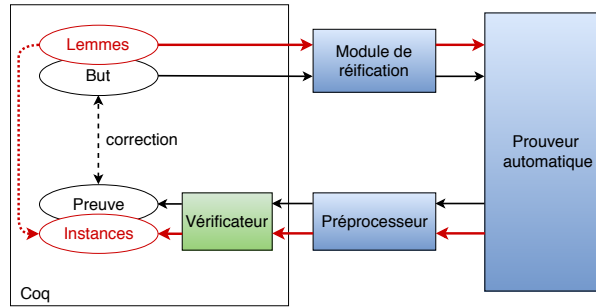 Lemmes
But
Module de
réification
Prouveur
automatique
correction
Preuve
Instances
Vérificateur
Préprocesseur
Coq